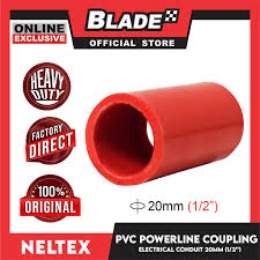 ONLINE
EXCLUSIVE
BLADE
OFFICIAL STORE
HEAVY
DUTY
FACTORY
DIRECT
100%
ORIGINAL
⌀ 20mm (1/2")
NELTEX
PVC POWERLINE COUPLING
ELECTRICAL CONDUIT 20MM (1/2")